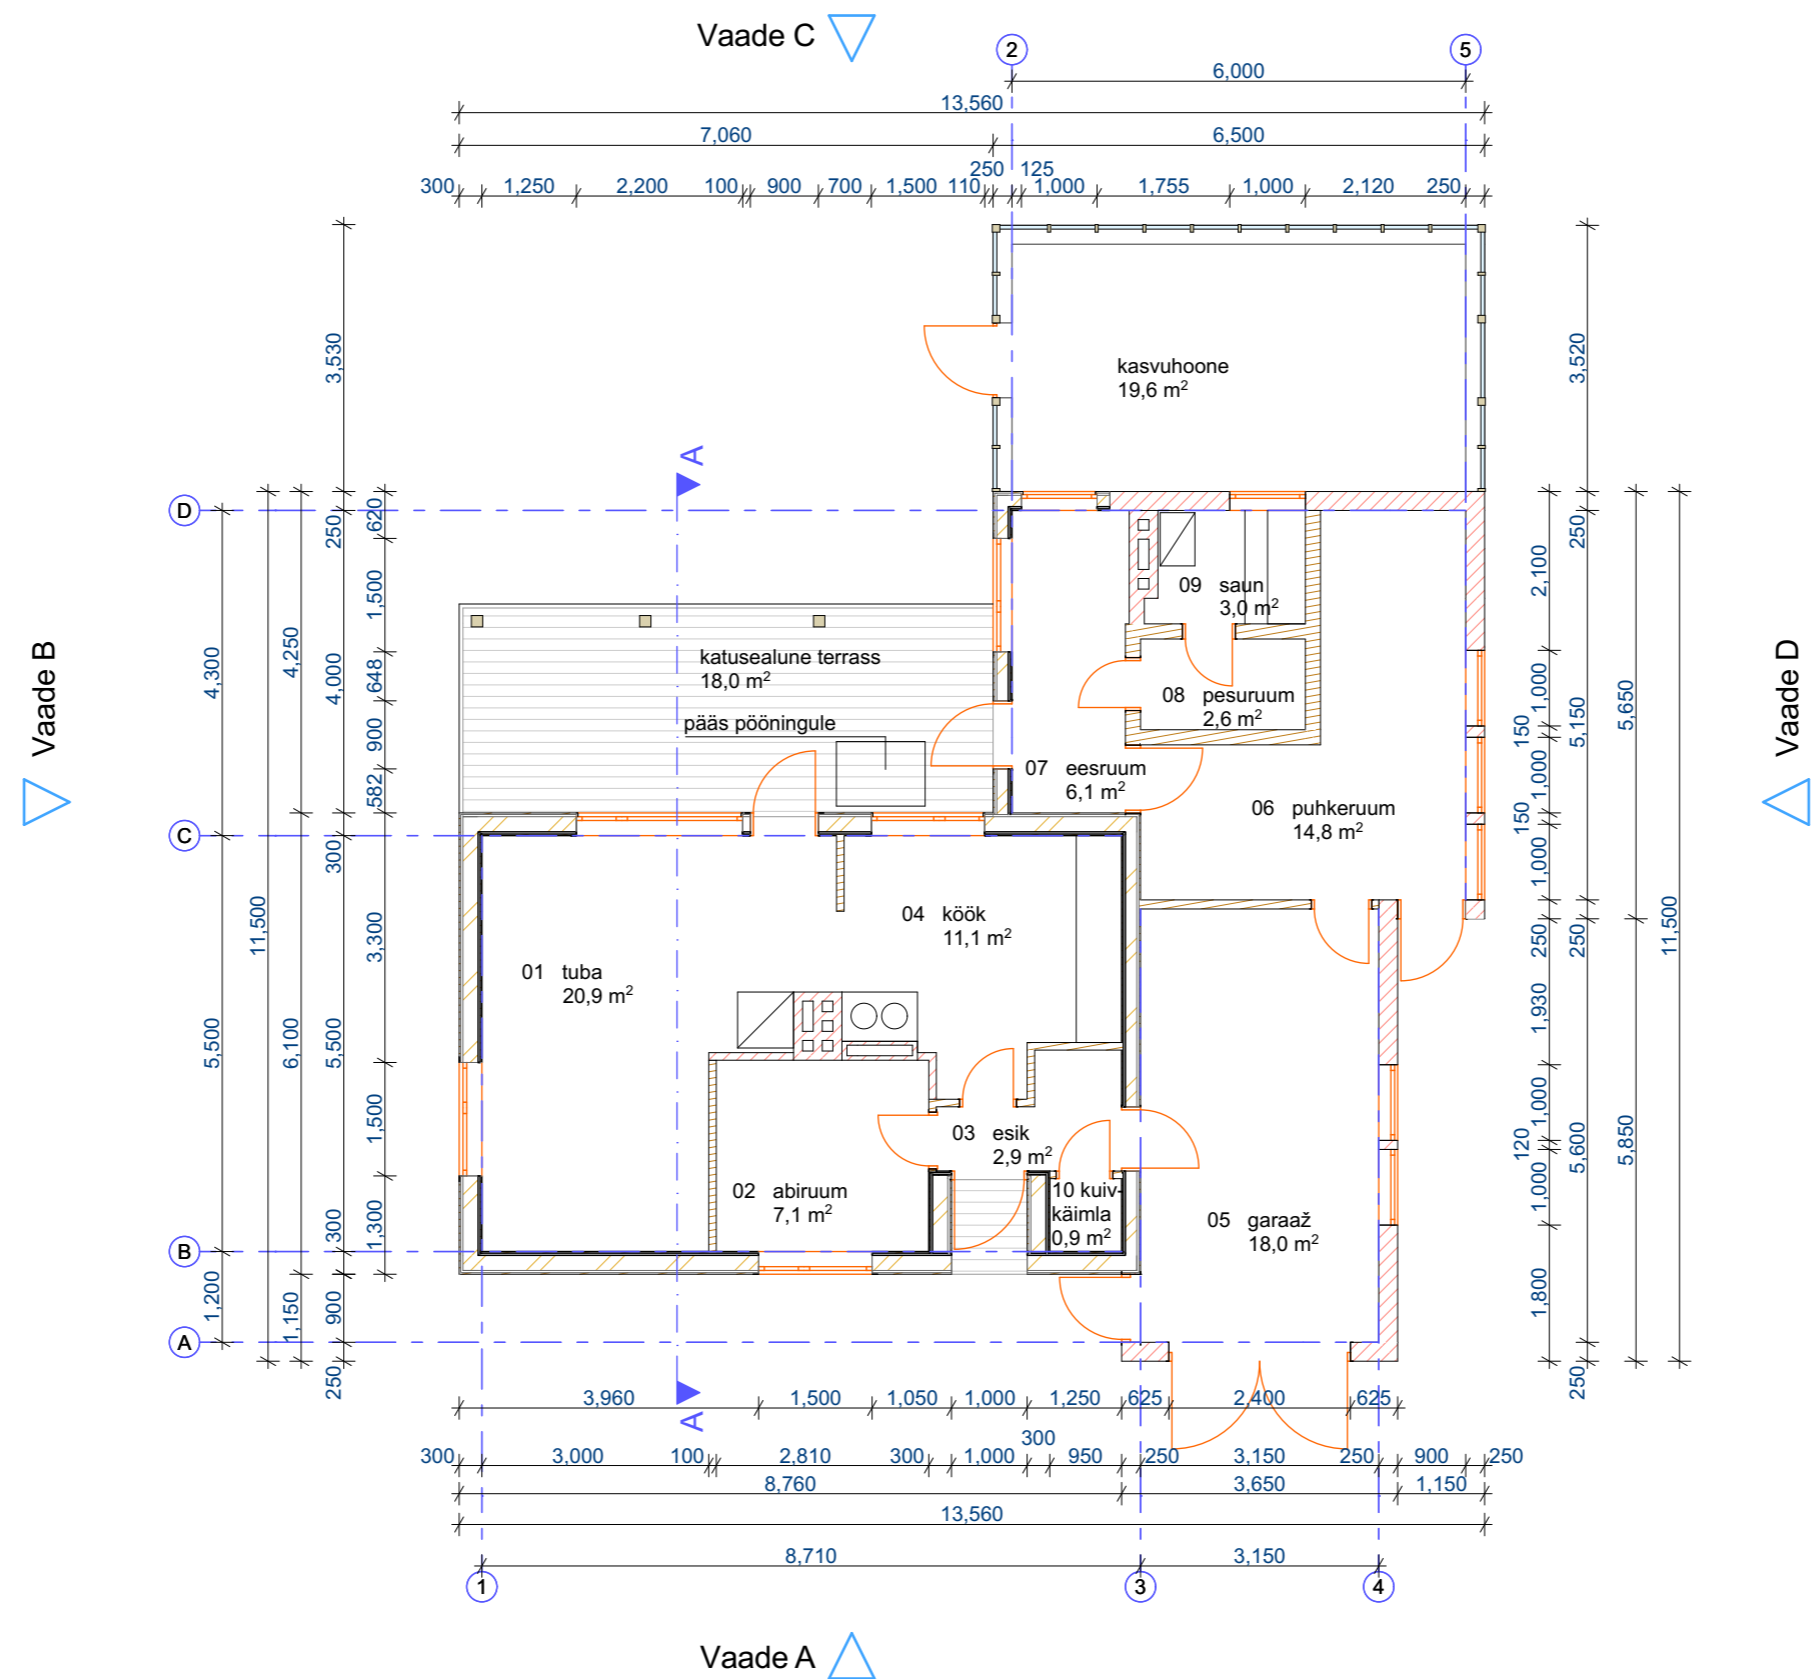 Vaade C
2
5
6,000
13,560
7,060
6,500
250
125
300
1,250
2,200
100
900
700
1,500
110
1,000
1,755
1,000
2,120
250
3,530
3,520
kasvuhoone
19,6 m²
A
D
11,500
4,300
4,250
250
4,000
620
1,500
648
900
582
Vaade B
katusealune terrass
18,0 m²
pääs pööningule
09 saun
3,0 m²
08 pesuruum
2,6 m²
07 eesruum
6,1 m²
06 puhkeruum
14,8 m²
2,100
1,000
150
1,000
150
1,000
250
5,150
5,650
11,500
Vaade D
C
300
3,300
5,500
6,100
5,500
1,500
1,300
300
04 köök
11,1 m²
01 tuba
20,9 m²
03 esik
2,9 m²
02 abiruum
7,1 m²
10 kuiv-
käimla
0,9 m²
05 garaaž
18,0 m²
250
250
1,930
1,000
120
1,000
5,600
5,850
1,800
250
B
1,200
1,150
900
A
250
A
3,960
1,500
1,050
1,000
1,250
625
2,400
625
300
3,000
100
2,810
300
1,000
300
950
250
3,150
250
900
250
8,760
3,650
1,150
13,560
8,710
3,150
1
3
4
Vaade A